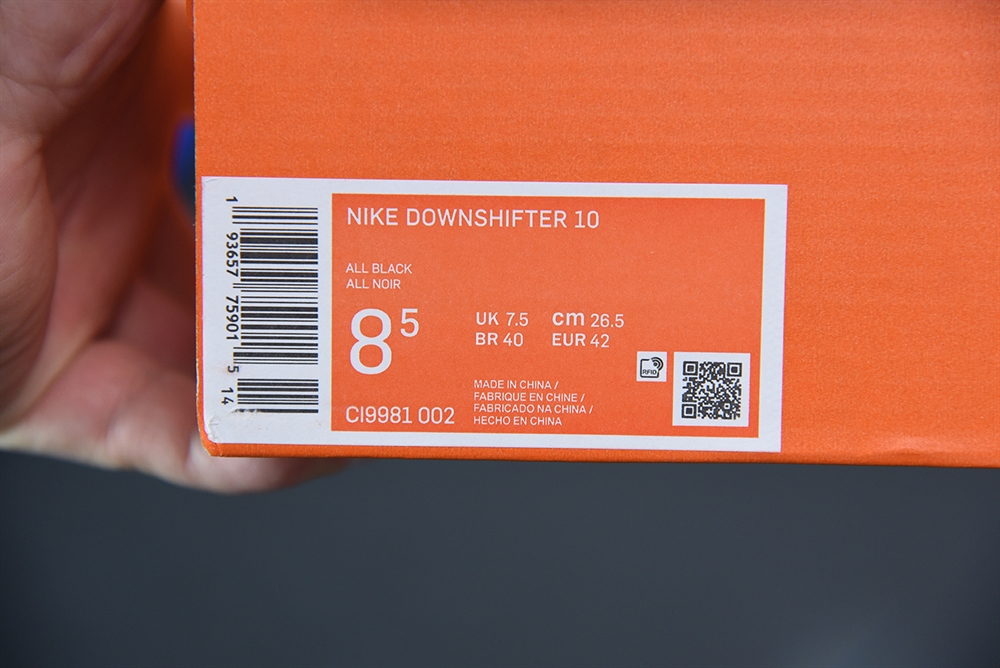 1 93657 75901 5 14
NIKE DOWNSHIFTER 10
ALL BLACK
ALL NOIR
8 5
UK 7.5 cm 26.5
BR 40 EUR 42
RFID
MADE IN CHINA /
FABRIQUE EN CHINE /
FABRICADO NA CHINA /
HECHO EN CHINA
CI9981 002